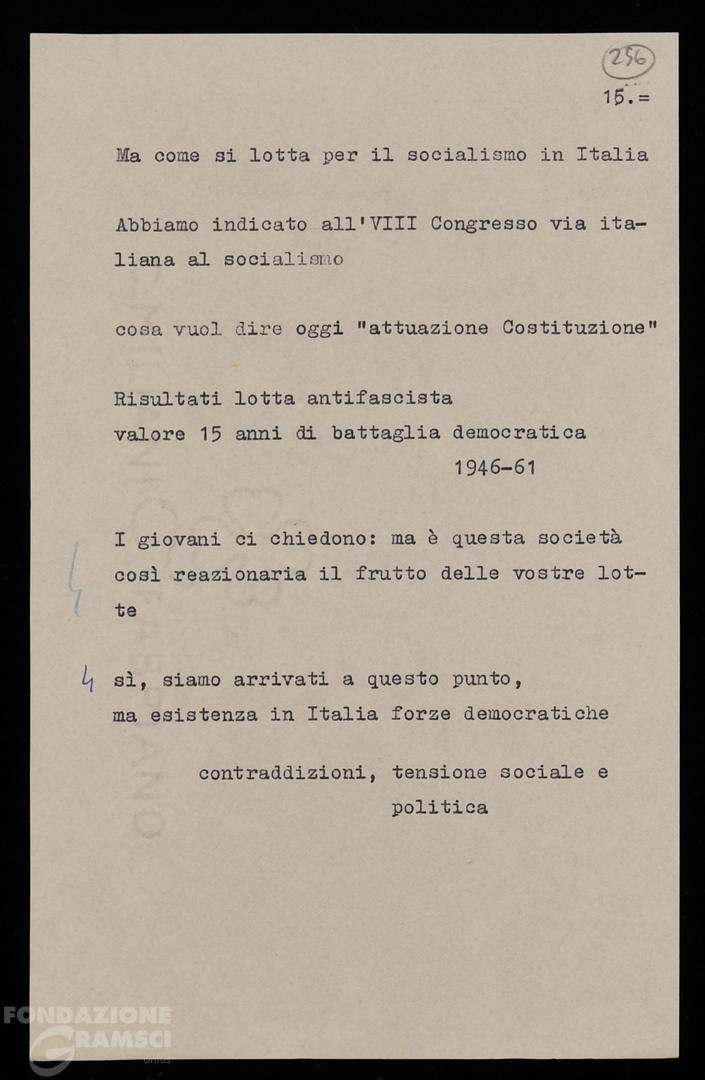 256
15.=
Ma come si lotta per il socialismo in Italia
Abbiamo indicato all'VIII Congresso via ita-
liana al socialismo
cosa vuol dire oggi "attuazione Costituzione"
Risultati lotta antifascista
valore 15 anni di battaglia democratica
1946-61
I giovani ci chiedono: ma è questa società
così reazionaria il frutto delle vostre lot-
te
sì, siamo arrivati a questo punto,
ma esistenza in Italia forze democratiche
contraddizioni, tensione sociale e
politica
FONDAZIONE
GRAMSCI
onlus